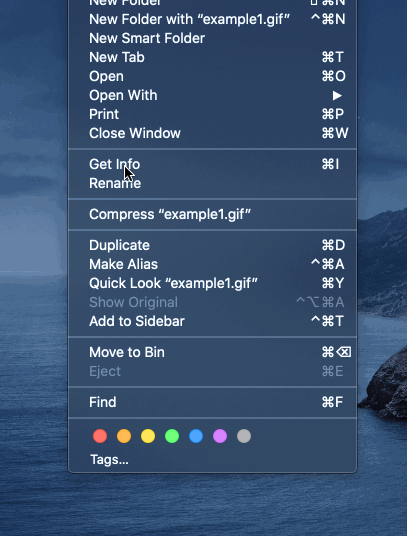 New Folder ⇧⌘N
New Folder with “example1.gif” ^⌘N
New Smart Folder
New Tab ⌘T
Open ⌘O
Open With ▶
Print ⌘P
Close Window ⌘W
Get Info ⌘I
Rename
Compress “example1.gif”
Duplicate ⌘D
Make Alias ^⌘A
Quick Look “example1.gif” ⌘Y
Show Original ^⌥⌘A
Add to Sidebar ^⌘T
Move to Bin ⌘⌫
Eject ⌘E
Find ⌘F
Tags...